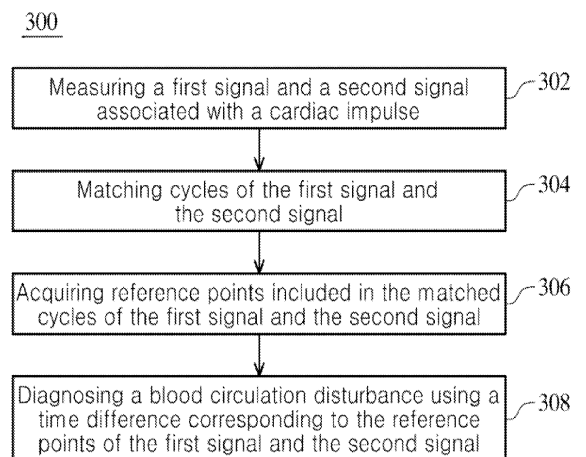 300
Measuring a first signal and a second signal
associated with a cardiac impulse
302
Matching cycles of the first signal and
the second signal
304
Acquiring reference points included in the matched
cycles of the first signal and the second signal
306
Diagnosing a blood circulation disturbance using a
time difference corresponding to the reference
points of the first signal and the second signal
308